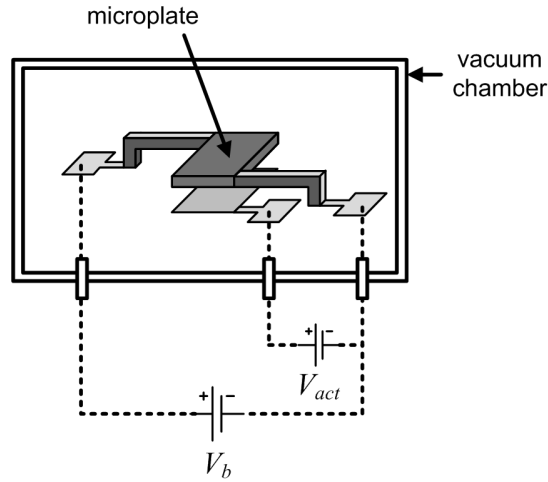 microplate
vacuum
chamber
+ −
V_act
+ −
V_b